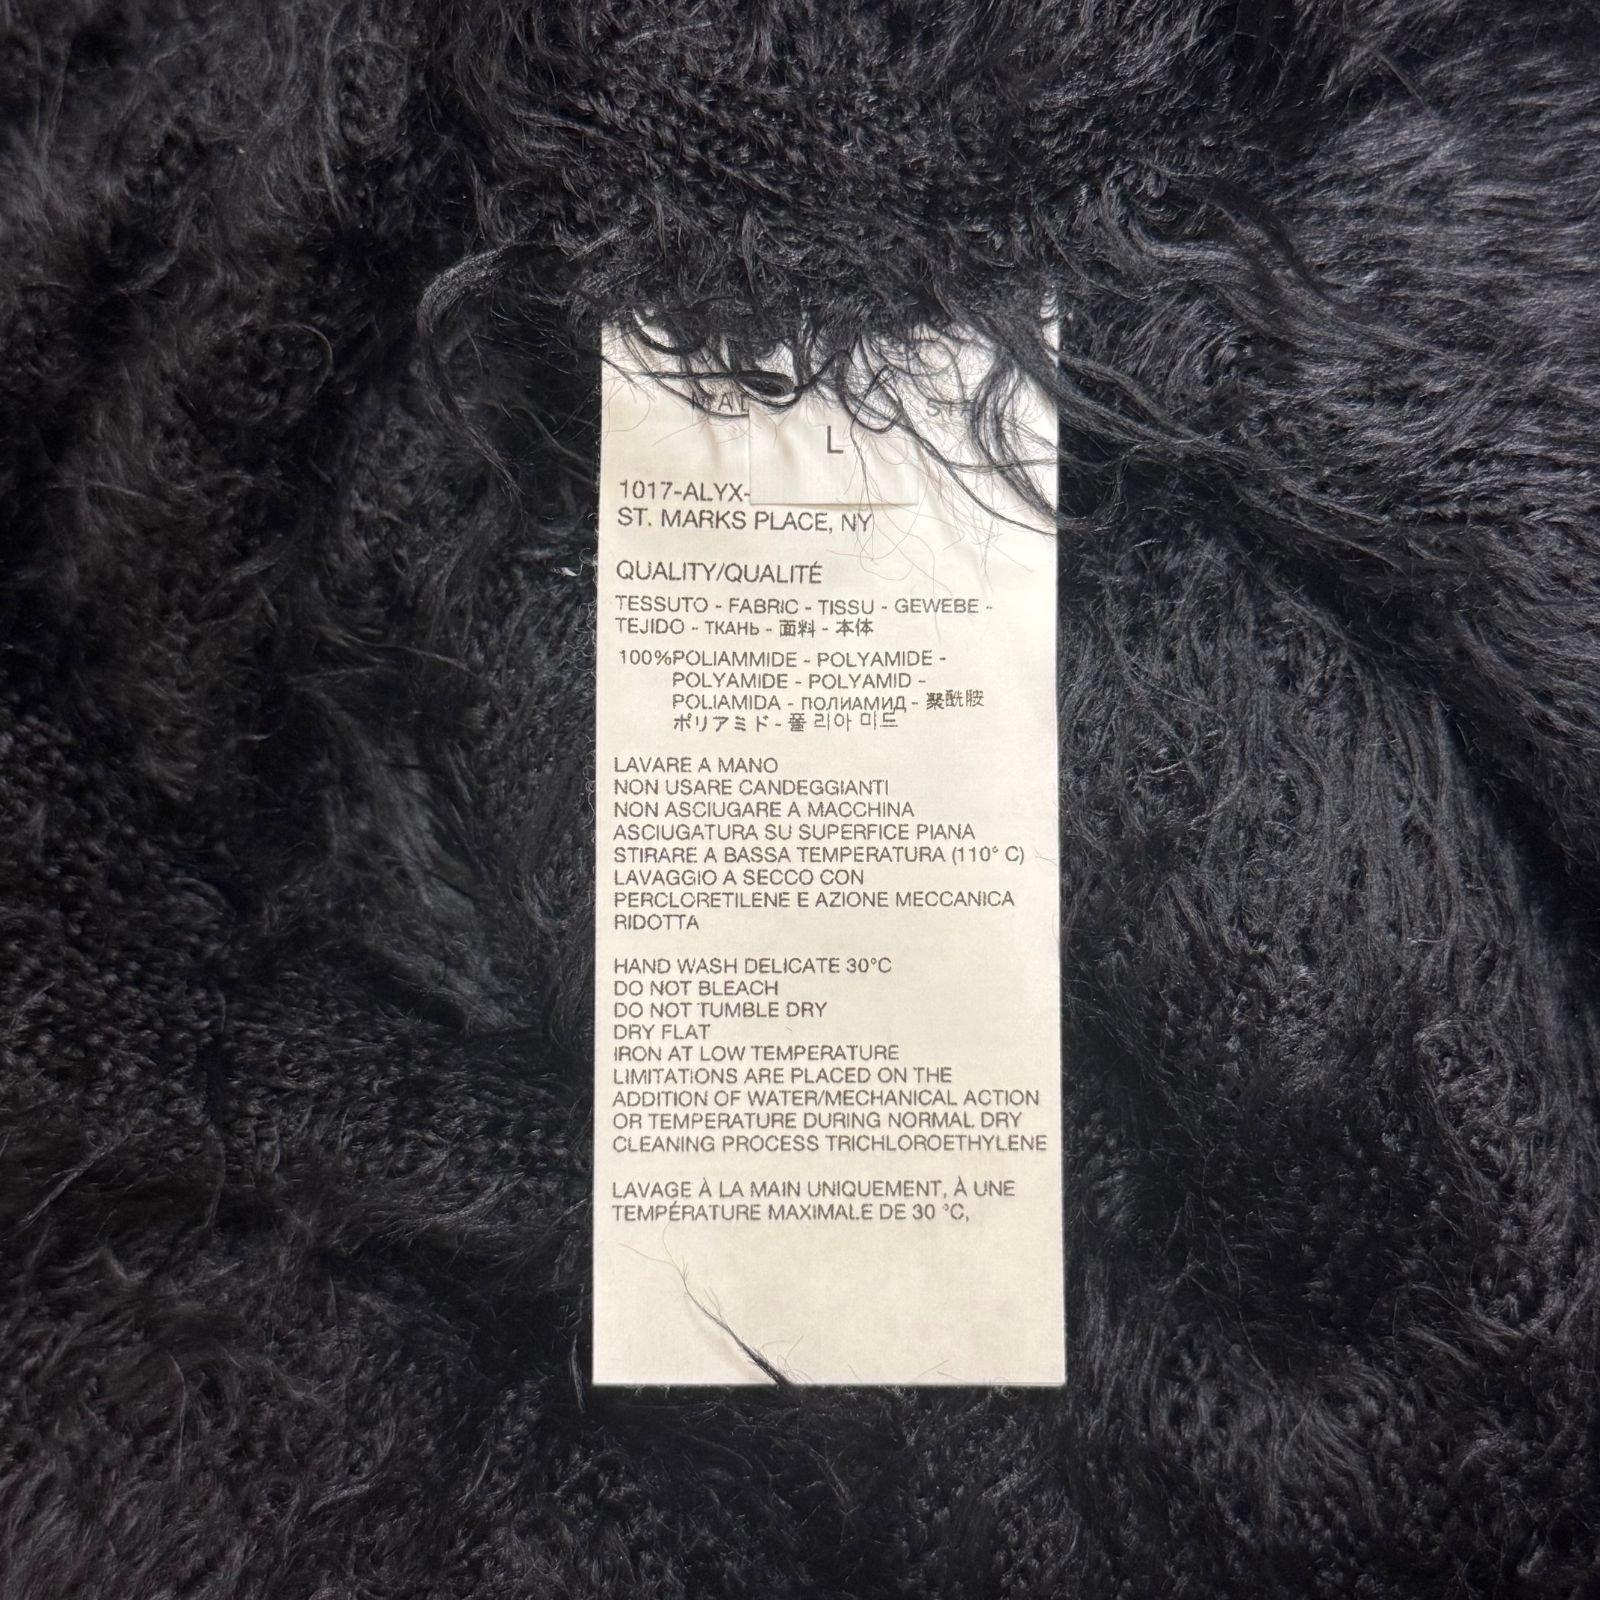 L
1017-ALYX-
ST. MARKS PLACE, NY
QUALITY/QUALITÉ
TESSUTO - FABRIC - TISSU - GEWEBE -
TEJIDO - ТКАНЬ - 面料 - 本体
100%POLIAMMIDE - POLYAMIDE -
POLYAMIDE - POLYAMID -
POLIAMIDA - ПОЛИАМИД - 聚酰胺
ポリアミド - 폴리아미드
LAVARE A MANO
NON USARE CANDEGGIANTI
NON ASCIUGARE A MACCHINA
ASCIUGATURA SU SUPERFICE PIANA
STIRARE A BASSA TEMPERATURA (110° C)
LAVAGGIO A SECCO CON
PERCLORETILENE E AZIONE MECCANICA
RIDOTTA
HAND WASH DELICATE 30°C
DO NOT BLEACH
DO NOT TUMBLE DRY
DRY FLAT
IRON AT LOW TEMPERATURE
LIMITATIONS ARE PLACED ON THE
ADDITION OF WATER/MECHANICAL ACTION
OR TEMPERATURE DURING NORMAL DRY
CLEANING PROCESS TRICHLOROETHYLENE
LAVAGE À LA MAIN UNIQUEMENT, À UNE
TEMPÉRATURE MAXIMALE DE 30 °C,